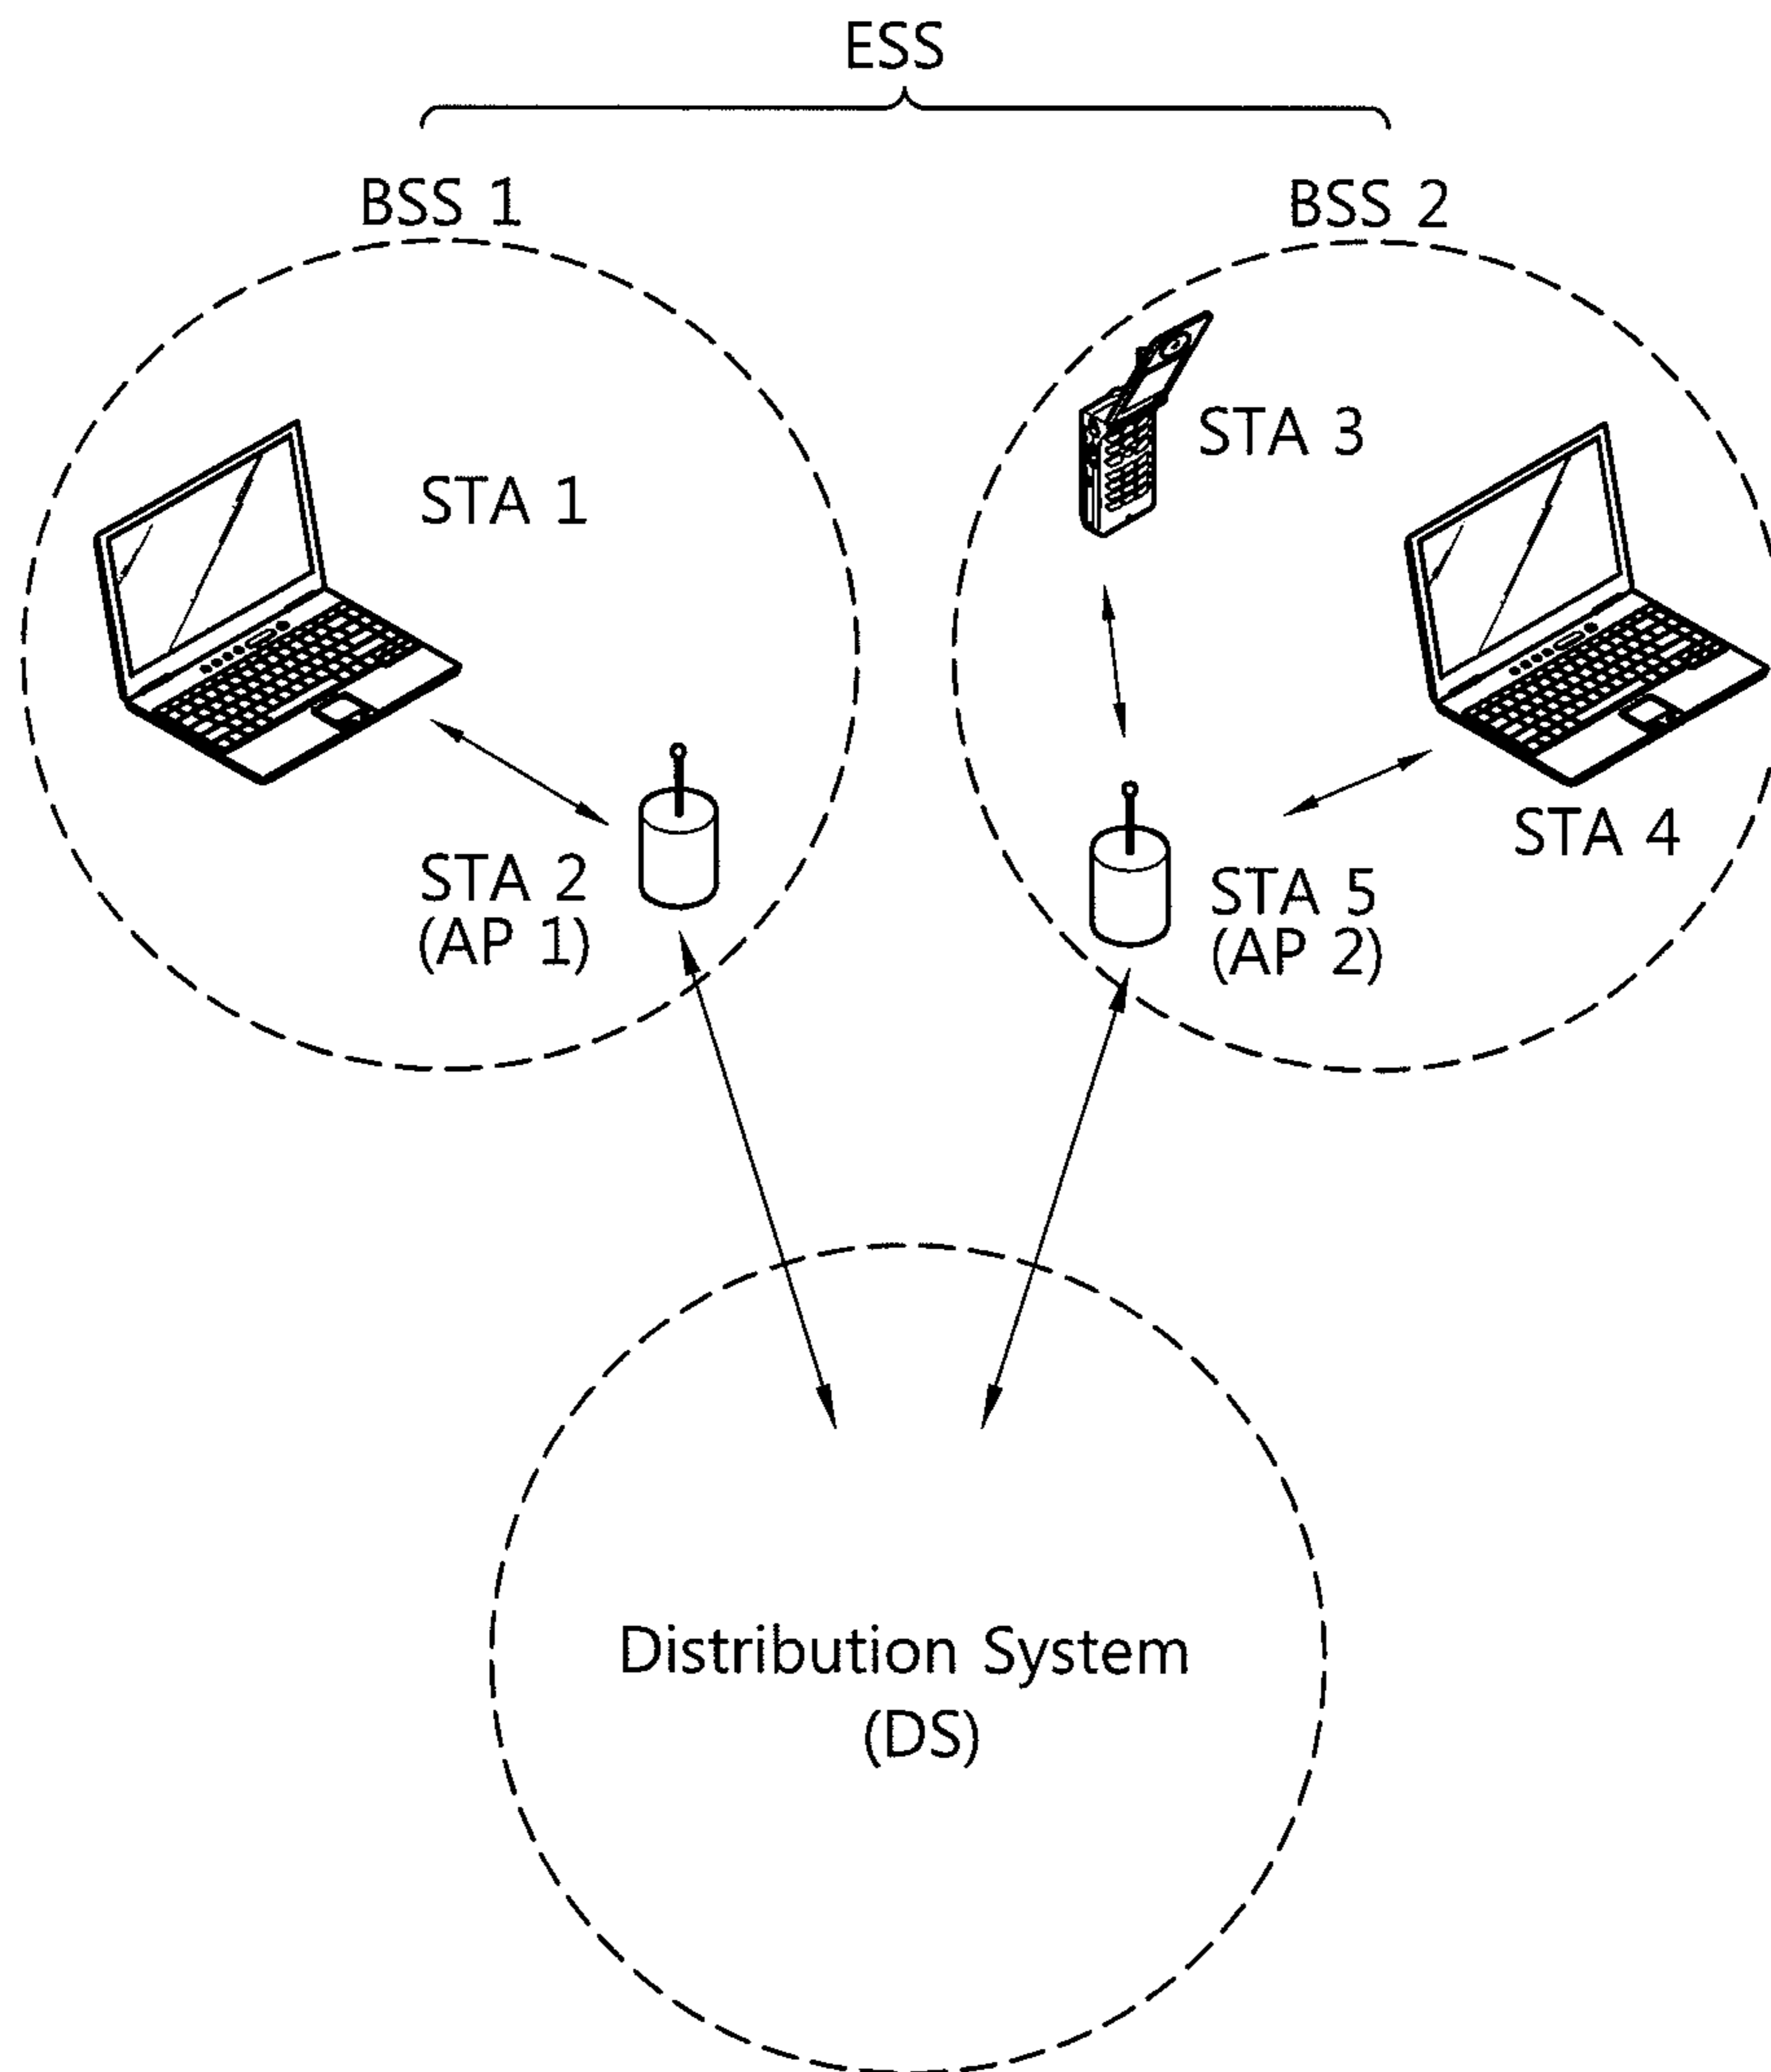 ESS
BSS 1
BSS 2
STA 1
STA 3
STA 4
STA 2
(AP 1)
STA 5
(AP 2)
Distribution System
(DS)